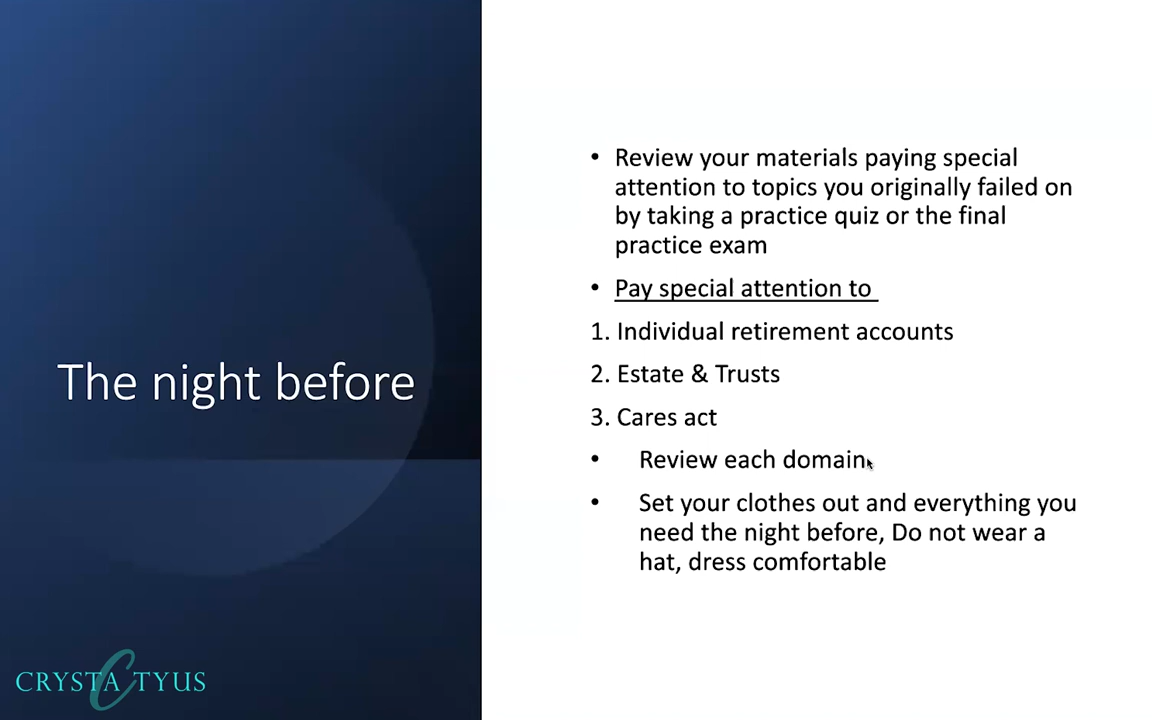 The night before
• Review your materials paying special
attention to topics you originally failed on
by taking a practice quiz or the final
practice exam
• Pay special attention to
1. Individual retirement accounts
2. Estate & Trusts
3. Cares act
• Review each domain
• Set your clothes out and everything you
need the night before, Do not wear a
hat, dress comfortable
CRYSTA C TYUS